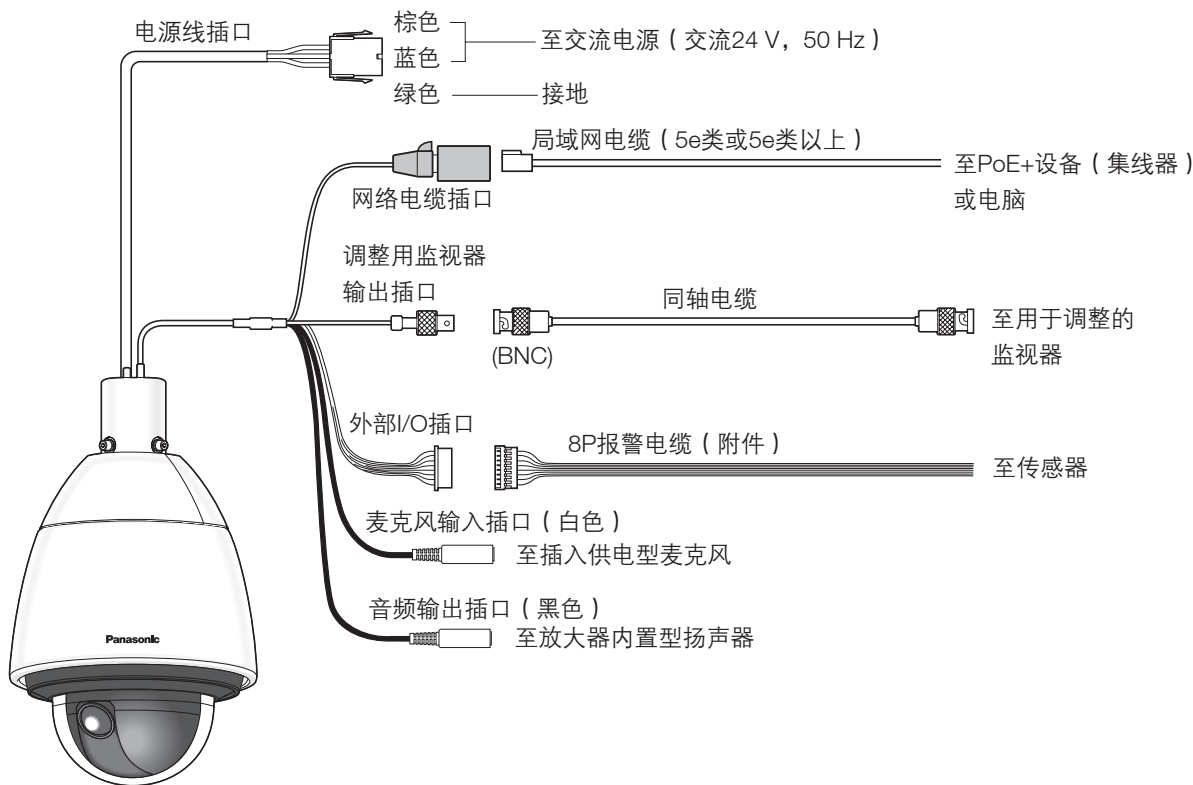 电源线插口
棕色
蓝色
至交流电源（交流24 V，50 Hz）
绿色
接地
局域网电缆（5e类或5e类以上）
至PoE+设备（集线器）
或电脑
网络电缆插口
调整用监视器
输出插口
同轴电缆
(BNC)
至用于调整的
监视器
外部I/O插口
8P报警电缆（附件）
至传感器
麦克风输入插口（白色）
至插入供电型麦克风
音频输出插口（黑色）
至放大器内置型扬声器
Panasonic